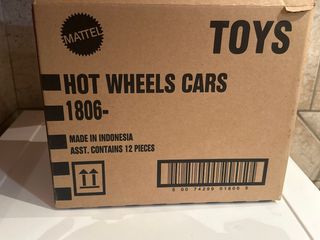 MATTEL
TOYS
HOT WHEELS CARS
1806-
MADE IN INDONESIA
ASST. CONTAINS 12 PIECES